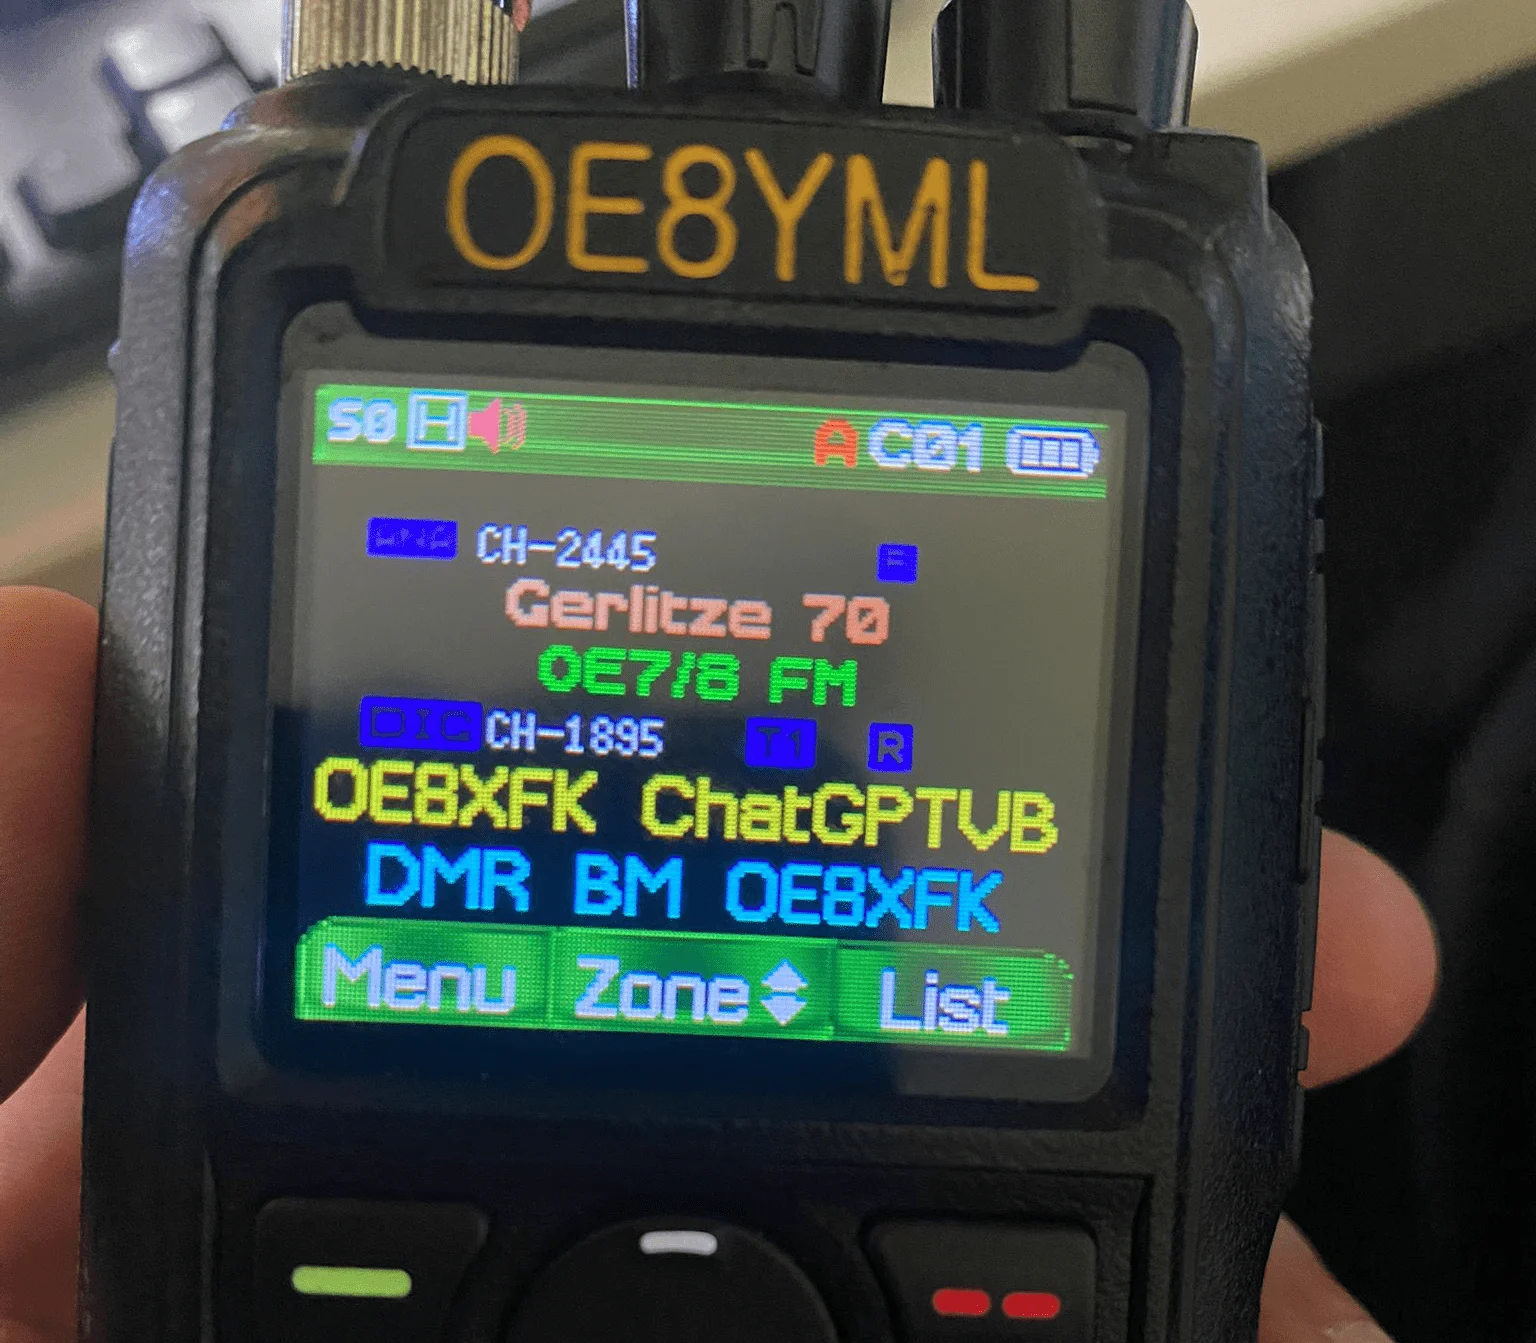 OE8YML
S0 H A C01
CH-2445 F
Gerlitze 70
OE7/8 FM
DIG CH-1895 T1 R
OE8XFK ChatGPTVB
DMR BM OE8XFK
Menu Zone List